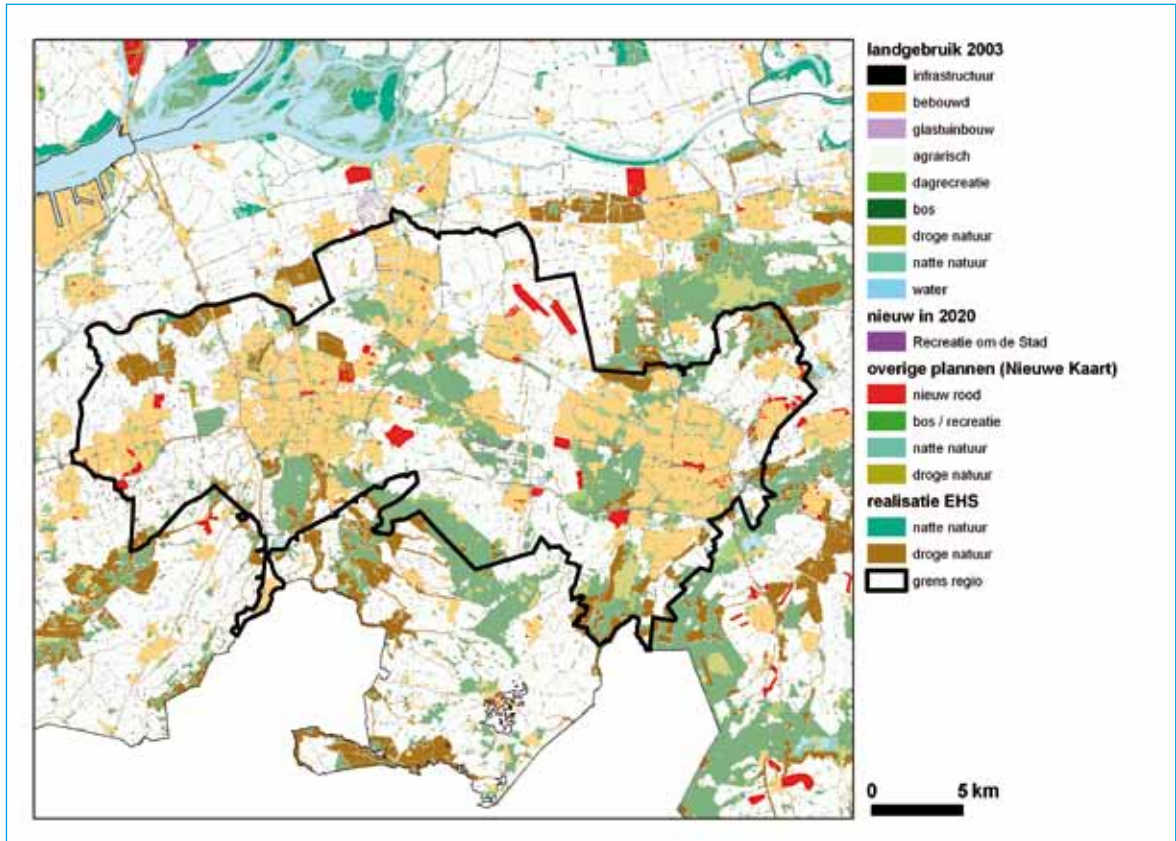 landgebruik 2003
infrastructuur
bebouwd
glastuinbouw
agrarisch
dagrecreatie
bos
droge natuur
natte natuur
water
nieuw in 2020
Recreatie om de Stad
overige plannen (Nieuwe Kaart)
nieuw rood
bos / recreatie
natte natuur
droge natuur
realisatie EHS
natte natuur
droge natuur
grens regio
0 5 km